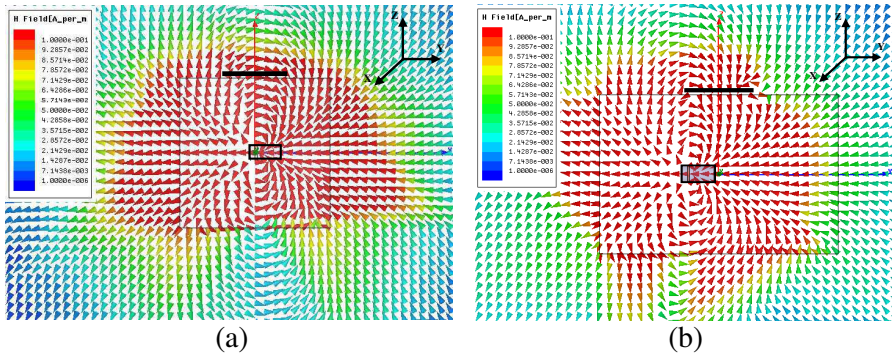 H Field[A_per_m
1.0000e-001
9.2857e-002
8.5714e-002
7.8572e-002
7.1429e-002
6.4286e-002
5.7143e-002
5.0000e-002
4.2858e-002
3.5715e-002
2.8572e-002
2.1429e-002
1.4287e-002
7.1438e-003
1.0000e-006
Z
Y
X
(a)
H Field[A_per_m
1.0000e-001
9.2857e-002
8.5714e-002
7.8572e-002
7.1429e-002
6.4286e-002
5.7143e-002
5.0000e-002
4.2858e-002
3.5715e-002
2.8572e-002
2.1429e-002
1.4287e-002
7.1438e-003
1.0000e-006
Z
Y
X
(b)